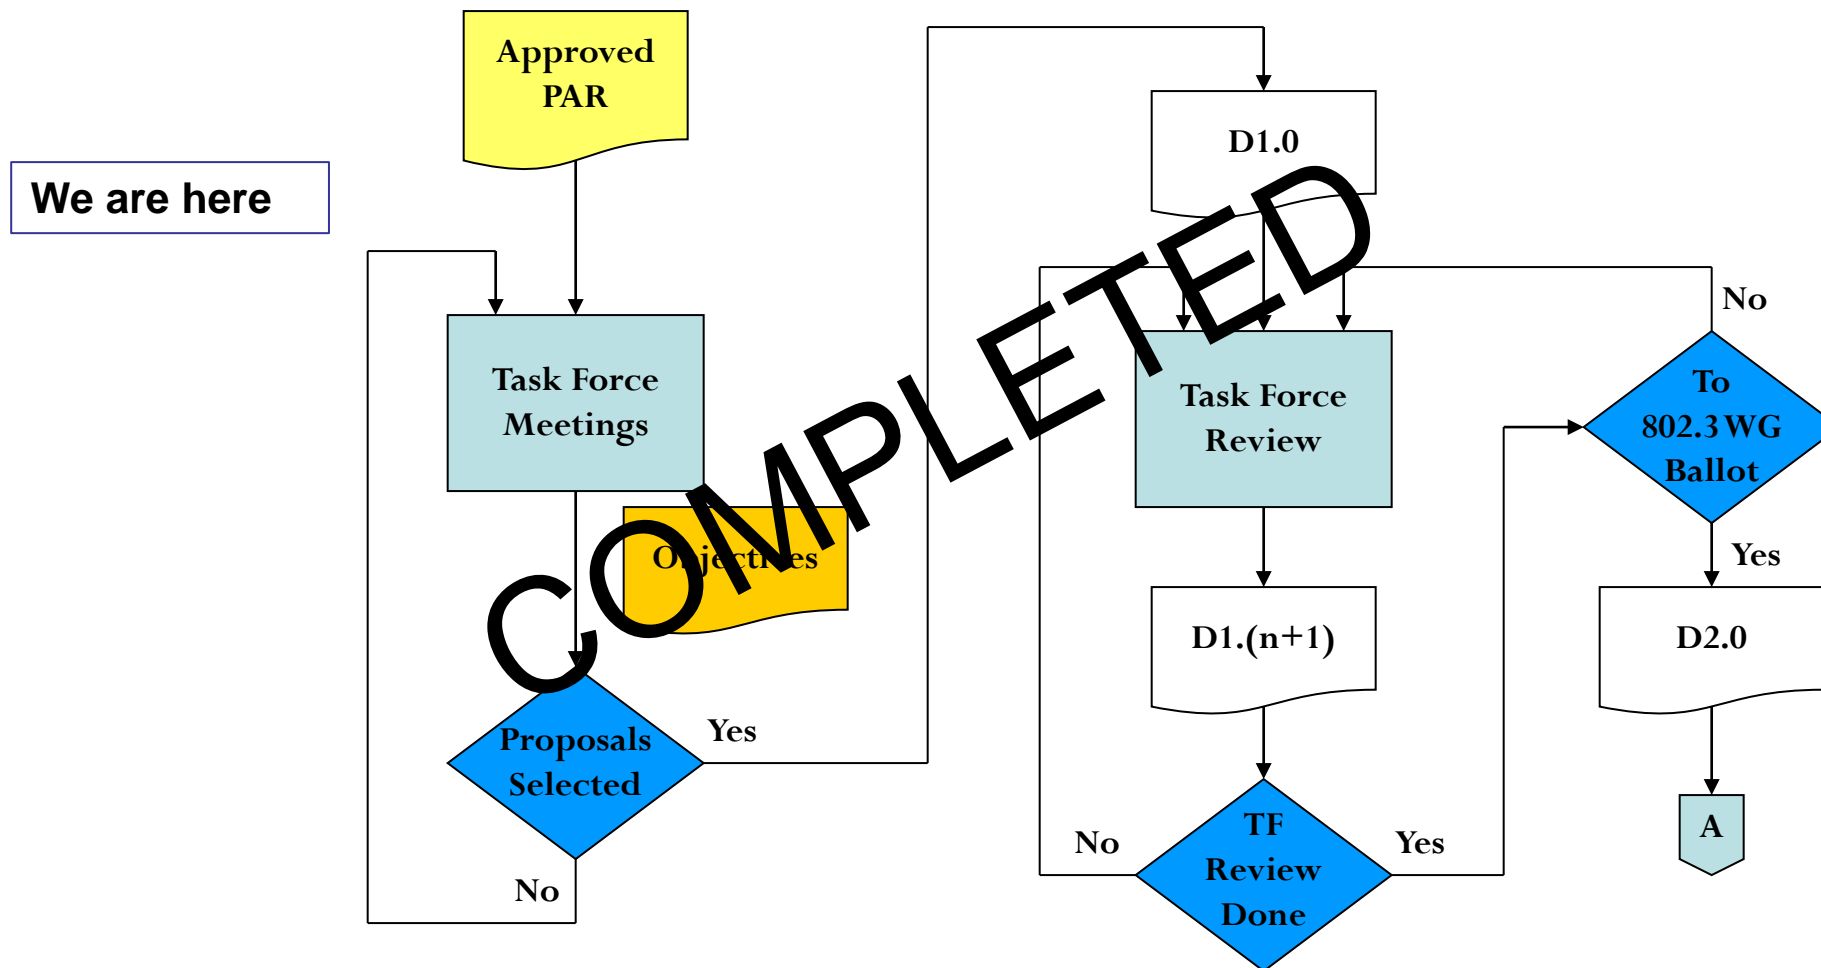 Approved
PAR
We are here
Task Force
Meetings
Objectives
Proposals
Selected
Yes
No
COMPLETED
D1.0
Task Force
Review
D1.(n+1)
TF
Review
Done
No
Yes
To
802.3 WG
Ballot
No
Yes
D2.0
A